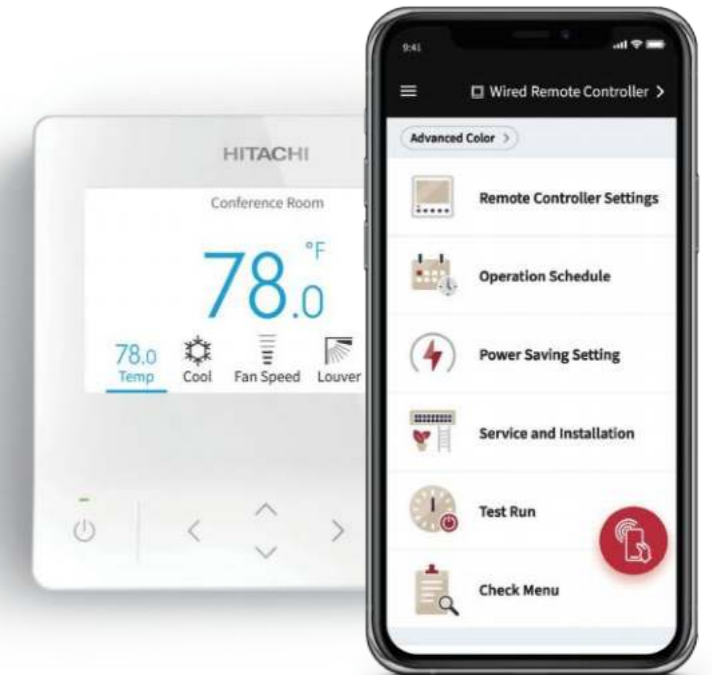 HITACHI
Conference Room
78.0 °F
78.0
Temp
Cool
Fan Speed
Louver
9:41
Wired Remote Controller
Advanced Color
Remote Controller Settings
Operation Schedule
Power Saving Setting
Service and Installation
Test Run
Check Menu